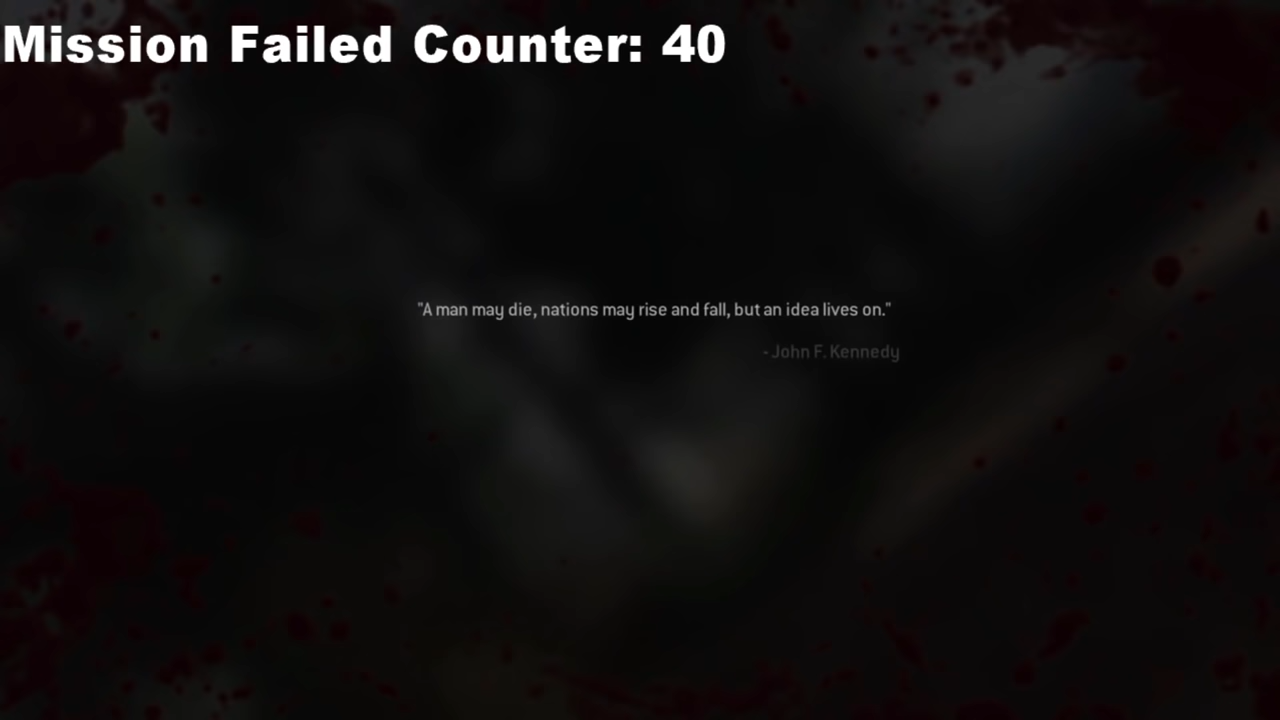 Mission Failed Counter: 40
"A man may die, nations may rise and fall, but an idea lives on."
- John F. Kennedy